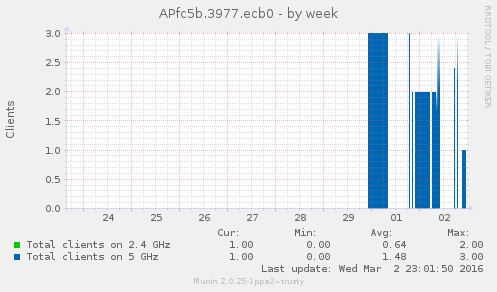 APfc5b.3977.ecb0 - by week
RRDTOOL / TOBI OETIKER
Clients
3.0
2.5
2.0
1.5
1.0
0.5
0.0
24 25 26 27 28 29 01 02
Cur: Min: Avg: Max:
Total clients on 2.4 GHz 1.00 0.00 0.64 2.00
Total clients on 5 GHz 1.00 0.00 1.48 3.00
Last update: Wed Mar 2 23:01:50 2016
Munin 2.0.25-1ppa2~trusty